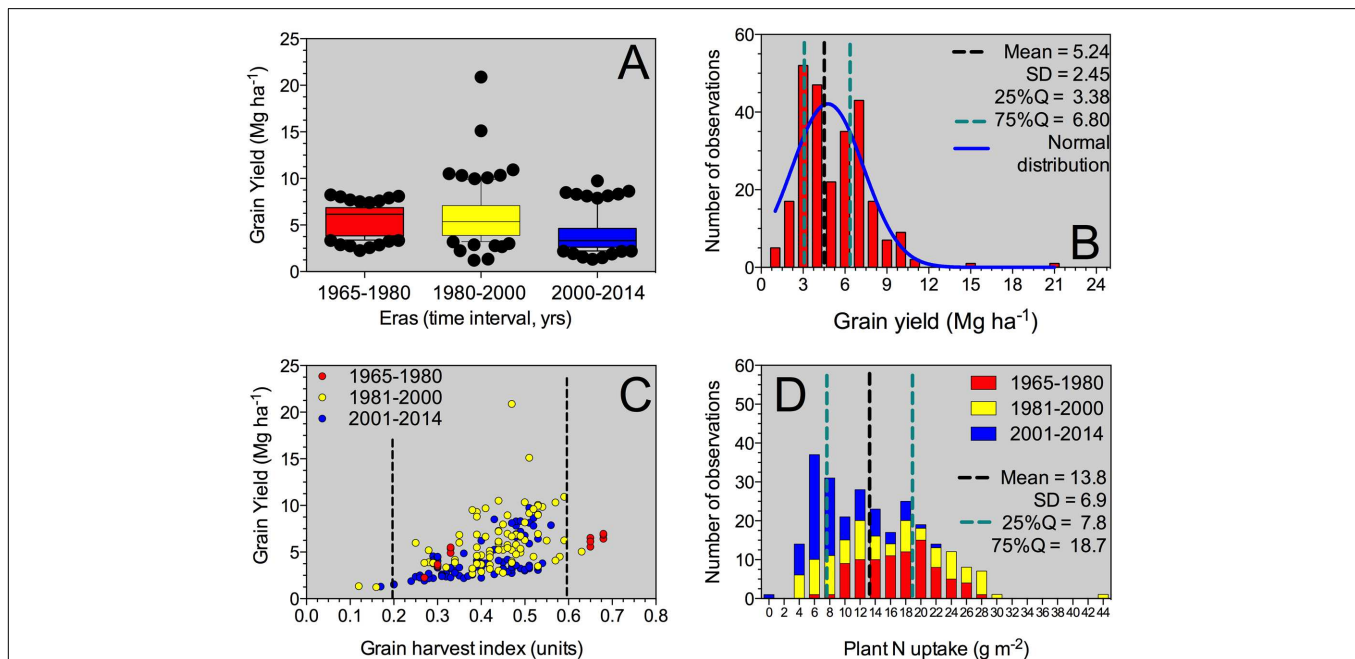 A
Grain Yield (Mg ha-1)
25
20
15
10
5
0
1965-1980
1980-2000
2000-2014
Eras (time interval, yrs)
B
Number of observations
60
40
20
0
Mean = 5.24
SD = 2.45
25%Q = 3.38
75%Q = 6.80
Normal
distribution
0 3 6 9 12 15 18 21 24
Grain yield (Mg ha-1)
C
Grain Yield (Mg ha-1)
25
20
15
10
5
0
1965-1980
1981-2000
2001-2014
0.0 0.1 0.2 0.3 0.4 0.5 0.6 0.7 0.8
Grain harvest index (units)
D
Number of observations
60
50
40
30
20
10
0
1965-1980
1981-2000
2001-2014
Mean = 13.8
SD = 6.9
25%Q = 7.8
75%Q = 18.7
0 4 6 8 10 12 14 16 18 20 22 24 26 28 30 32 34 36 38 40 42 44
Plant N uptake (g m-2)